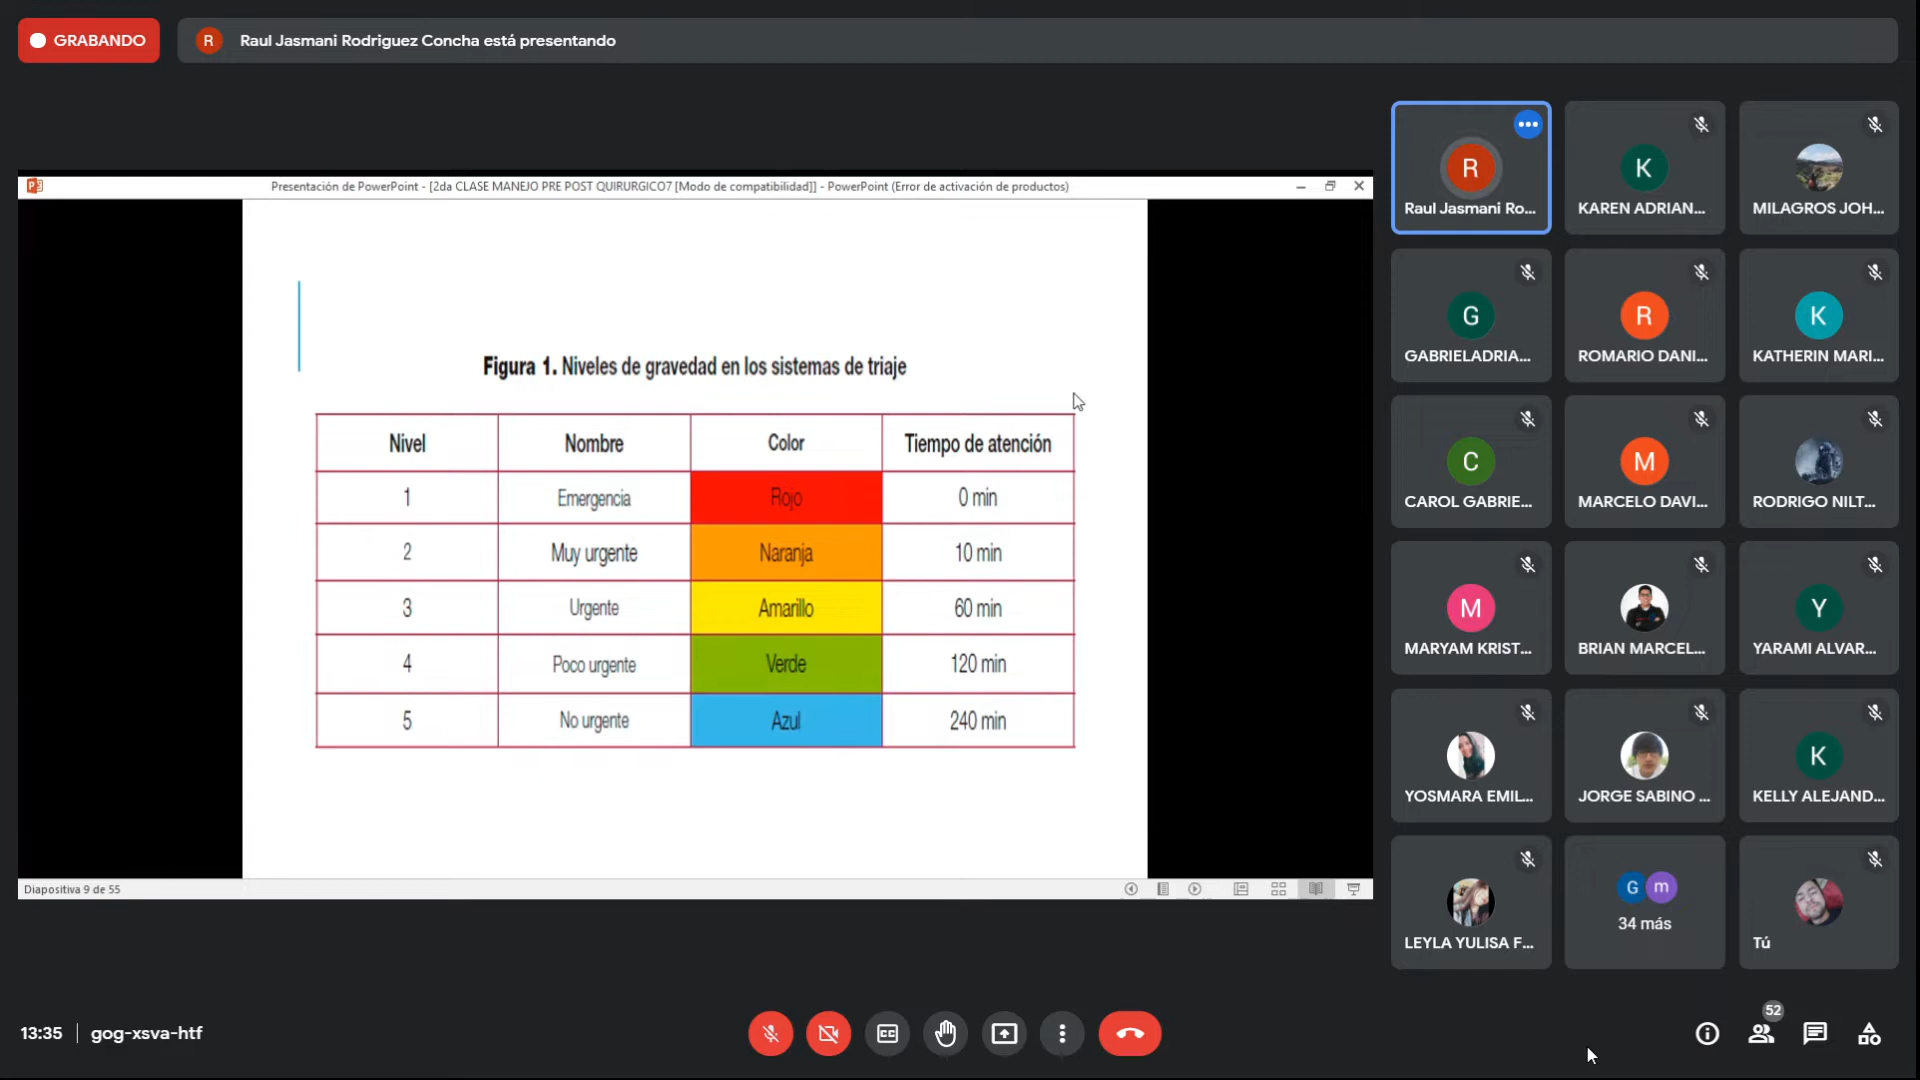 GRABANDO
R Raul Jasmani Rodriguez Concha está presentando
Presentación de PowerPoint - [2da CLASE MANEJO PRE POST QUIRURGICO7 [Modo de compatibilidad]] - PowerPoint (Error de activación de productos)
Figura 1. Niveles de gravedad en los sistemas de triaje
Nivel Nombre Color Tiempo de atención
1 Emergencia Rojo 0 min
2 Muy urgente Naranja 10 min
3 Urgente Amarillo 60 min
4 Poco urgente Verde 120 min
5 No urgente Azul 240 min
Diapositiva 9 de 55
R K
Raul Jasmani Ro... KAREN ADRIAN... MILAGROS JOH...
G R K
GABRIELADRIA... ROMARIO DANI... KATHERIN MARI...
C M
CAROL GABRIE... MARCELO DAVI... RODRIGO NILT...
M Y
MARYAM KRIST... BRIAN MARCEL... YARAMI ALVAR...
K
YOSMARA EMIL... JORGE SABINO ... KELLY ALEJAND...
G m
34 más
LEYLA YULISA F... Tú
13:35 | gog-xsva-htf
CC
52